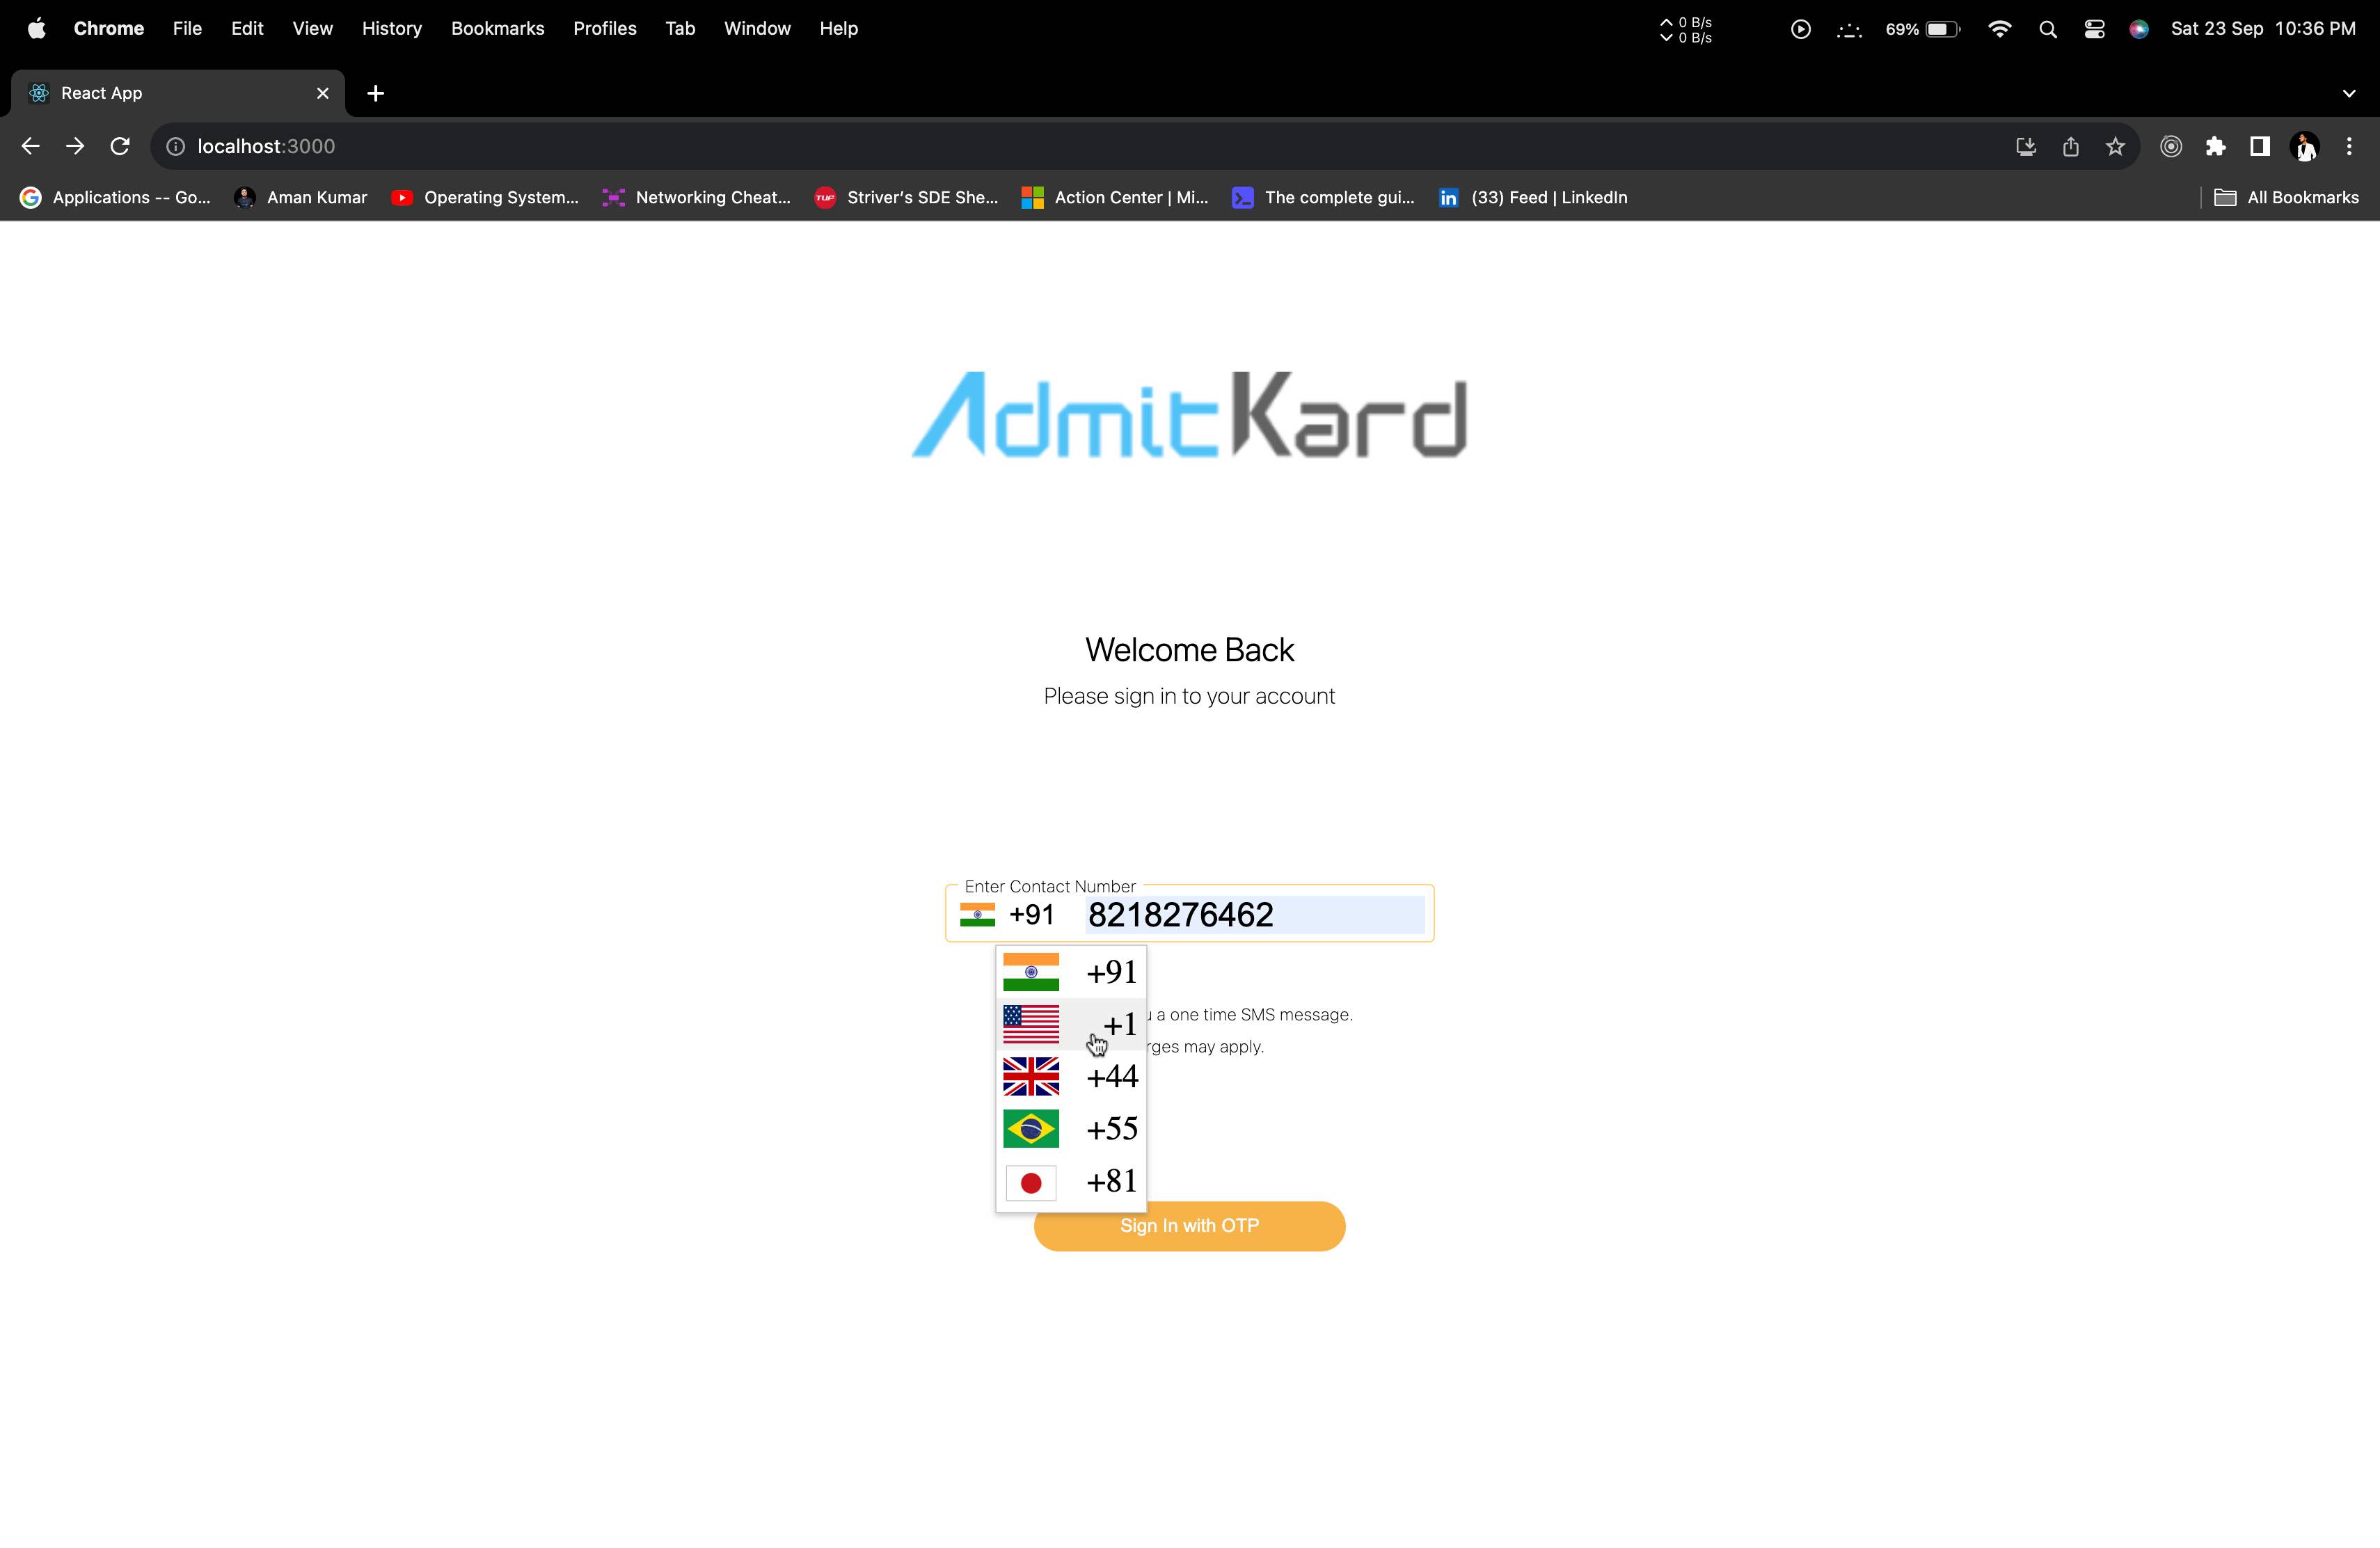 Chrome File Edit View History Bookmarks Profiles Tab Window Help
0 B/s
0 B/s
69%
Sat 23 Sep 10:36 PM
React App
localhost:3000
Applications -- Go...
Aman Kumar
Operating System...
Networking Cheat...
TUF
Striver's SDE She...
Action Center | Mi...
The complete gui...
in
(33) Feed | LinkedIn
All Bookmarks
AdmitKard
Welcome Back
Please sign in to your account
Enter Contact Number
+91 8218276462
+91
+1
a one time SMS message.
may apply.
+44
+55
+81
Sign In with OTP